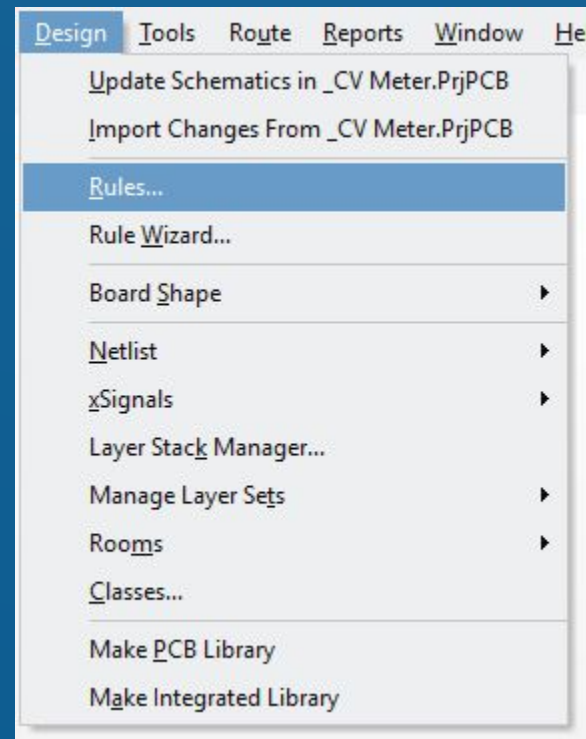 Design Tools Route Reports Window He
Update Schematics in _CV Meter.PrjPCB
Import Changes From _CV Meter.PrjPCB
Rules...
Rule Wizard...
Board Shape
Netlist
xSignals
Layer Stack Manager...
Manage Layer Sets
Rooms
Classes...
Make PCB Library
Make Integrated Library